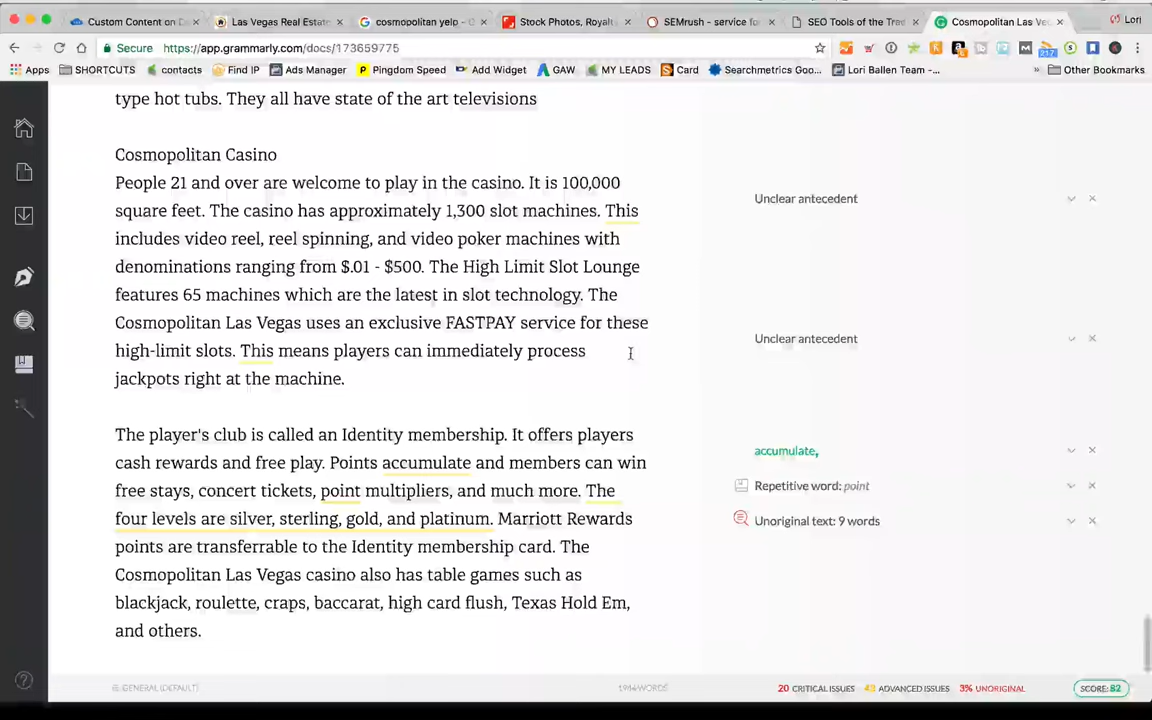 Custom Content on D
Las Vegas Real Estate
cosmopolitan yelp - G
Stock Photos, Royalt
SEMrush - service fo
SEO Tools of the Tra
Cosmopolitan Las Ve
Lori
Secure https://app.grammarly.com/docs/173659775
217
Apps SHORTCUTS contacts Find IP Ads Manager Pingdom Speed Add Widget GAW MY LEADS Card Searchmetrics Goo... Lori Ballen Team -... » Other Bookmarks
type hot tubs. They all have state of the art televisions
Cosmopolitan Casino
People 21 and over are welcome to play in the casino. It is 100,000
square feet. The casino has approximately 1,300 slot machines. This
includes video reel, reel spinning, and video poker machines with
denominations ranging from $.01 - $500. The High Limit Slot Lounge
features 65 machines which are the latest in slot technology. The
Cosmopolitan Las Vegas uses an exclusive FASTPAY service for these
high-limit slots. This means players can immediately process
jackpots right at the machine.
The player's club is called an Identity membership. It offers players
cash rewards and free play. Points accumulate and members can win
free stays, concert tickets, point multipliers, and much more. The
four levels are silver, sterling, gold, and platinum. Marriott Rewards
points are transferrable to the Identity membership card. The
Cosmopolitan Las Vegas casino also has table games such as
blackjack, roulette, craps, baccarat, high card flush, Texas Hold Em,
and others.
Unclear antecedent
Unclear antecedent
accumulate,
Repetitive word: point
Unoriginal text: 9 words
GENERAL (DEFAULT)
WORDS
20 CRITICAL ISSUES
ADVANCED ISSUES
3% UNORIGINAL
SCORE: 82